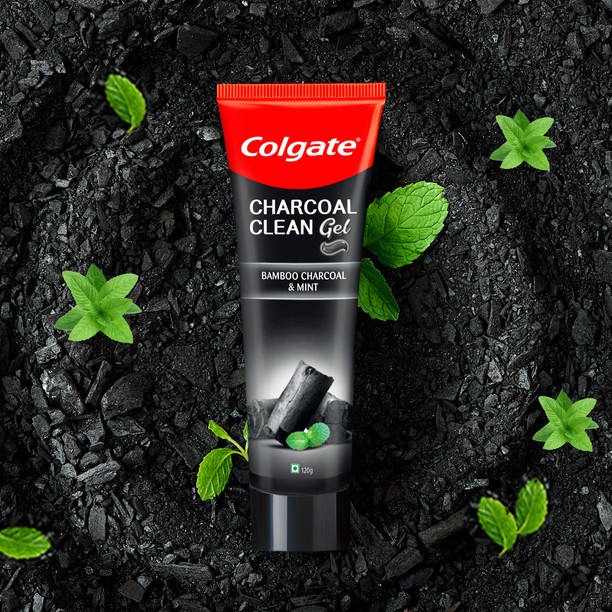 Colgate®
CHARCOAL
CLEAN Gel
BAMBOO CHARCOAL
& MINT
120g